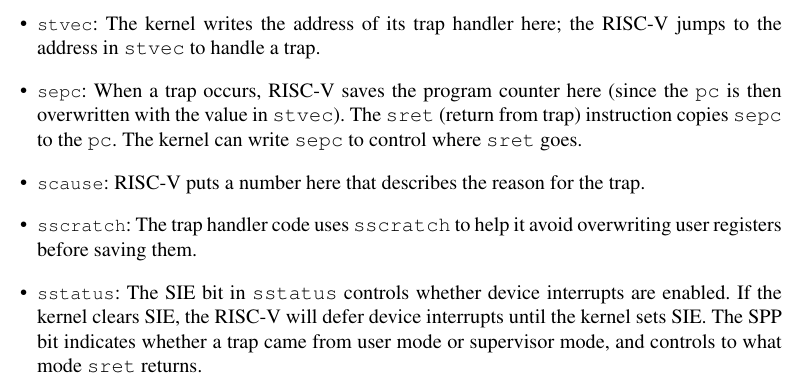 • stvec: The kernel writes the address of its trap handler here; the RISC-V jumps to the
address in stvec to handle a trap.
• sepc: When a trap occurs, RISC-V saves the program counter here (since the pc is then
overwritten with the value in stvec). The sret (return from trap) instruction copies sepc
to the pc. The kernel can write sepc to control where sret goes.
• scause: RISC-V puts a number here that describes the reason for the trap.
• sscratch: The trap handler code uses sscratch to help it avoid overwriting user registers
before saving them.
• sstatus: The SIE bit in sstatus controls whether device interrupts are enabled. If the
kernel clears SIE, the RISC-V will defer device interrupts until the kernel sets SIE. The SPP
bit indicates whether a trap came from user mode or supervisor mode, and controls to what
mode sret returns.